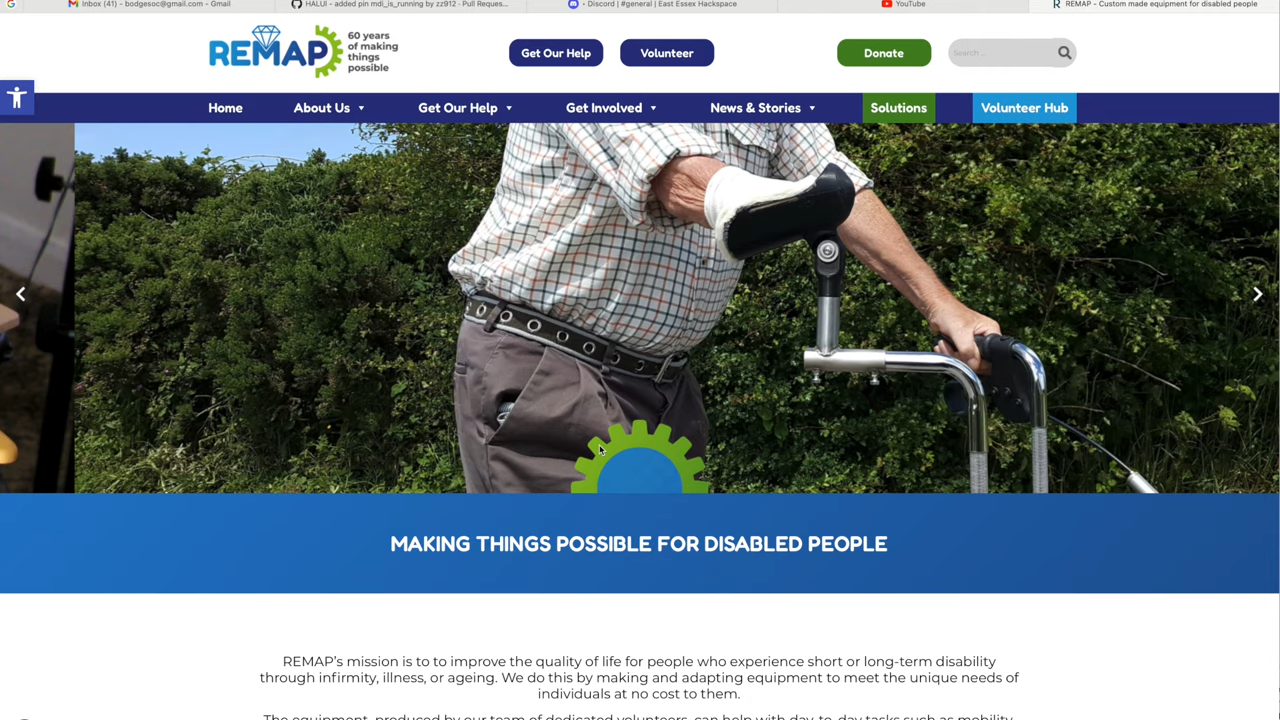 Inbox (41) - bodgesoc@gmail.com - Gmail
HALUI - added pin mdi_is_running by zz912 · Pull Reques...
- Discord | #general | East Essex Hackspace
YouTube
REMAP - Custom made equipment for disabled people
REMAP
60 years
of making
things
possible
Get Our Help
Volunteer
Donate
Search ...
Home
About Us
Get Our Help
Get Involved
News & Stories
Solutions
Volunteer Hub
MAKING THINGS POSSIBLE FOR DISABLED PEOPLE
REMAP's mission is to to improve the quality of life for people who experience short or long-term disability
through infirmity, illness, or ageing. We do this by making and adapting equipment to meet the unique needs of
individuals at no cost to them.
The equipment, produced by our team of dedicated volunteers, can help with day-to-day tasks such as mobility